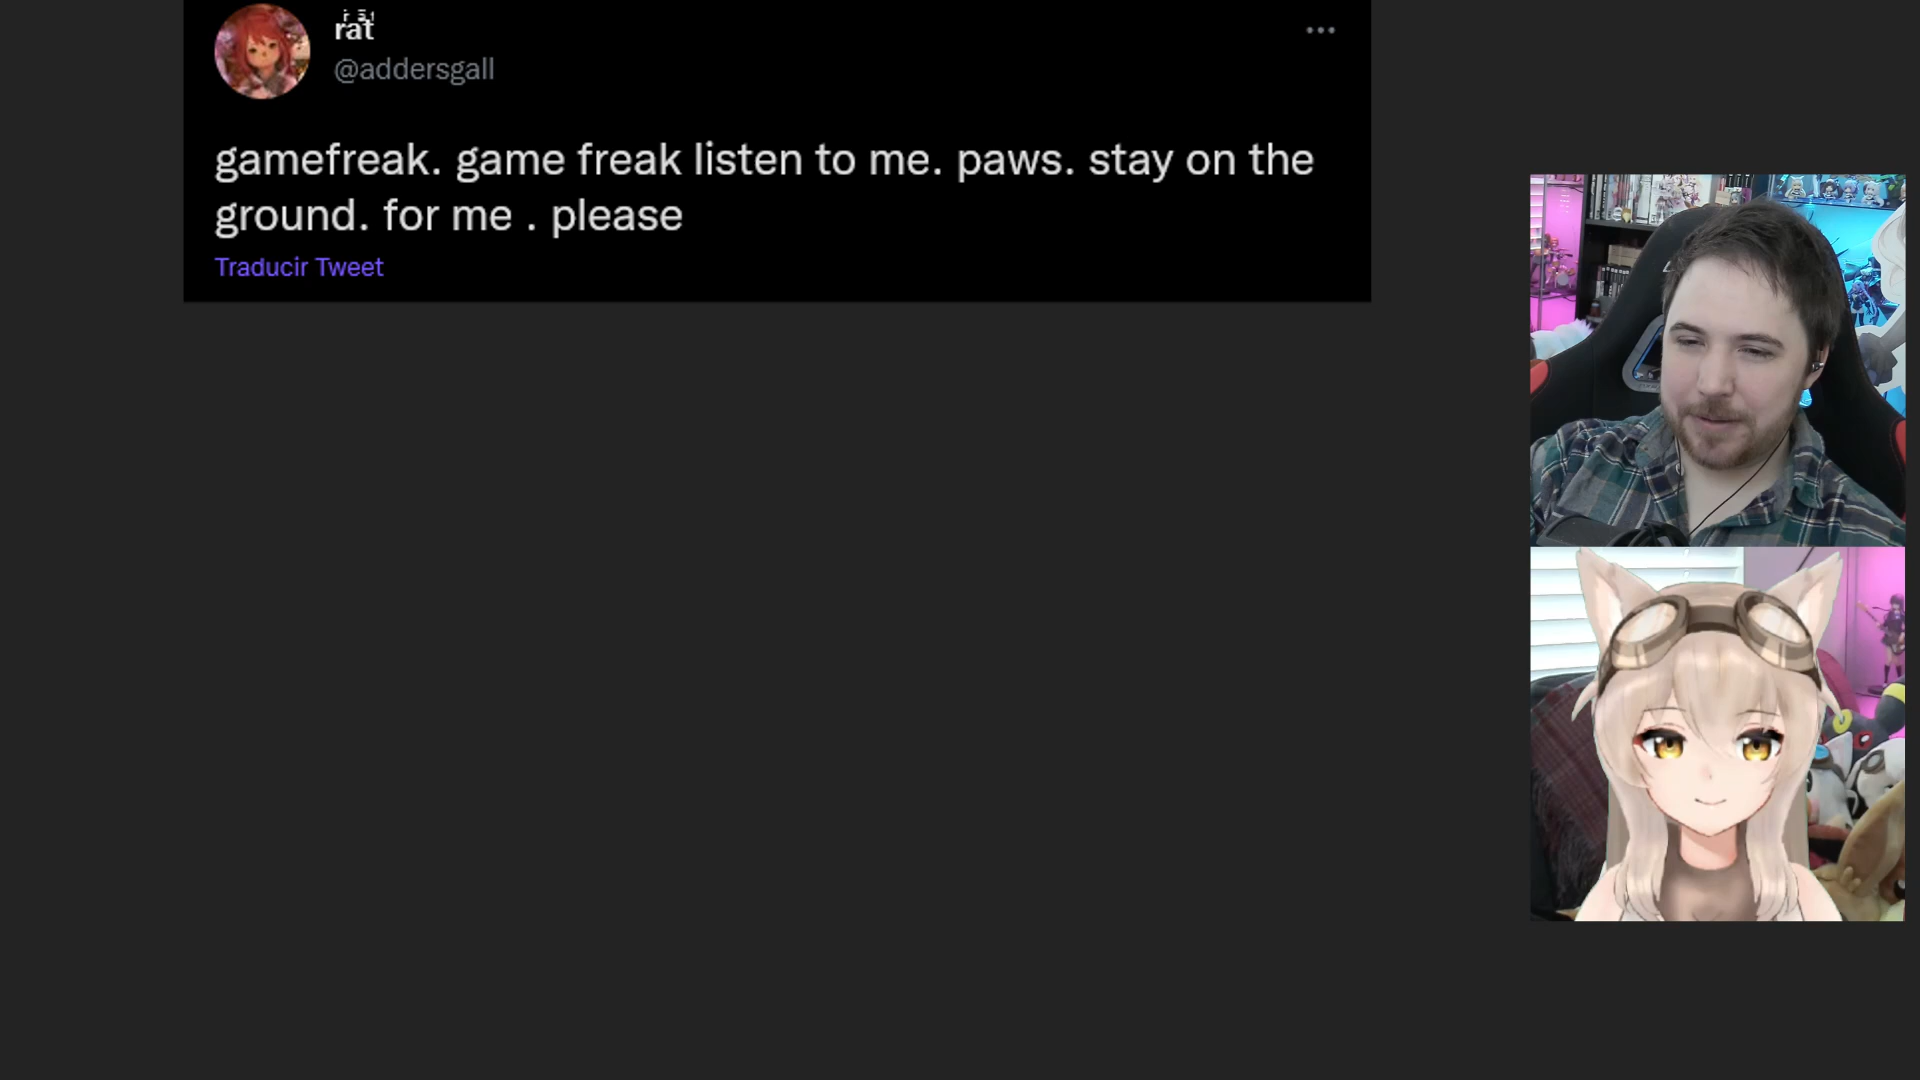 rat
@addersgall
gamefreak. game freak listen to me. paws. stay on the
ground. for me . please
Traducir Tweet